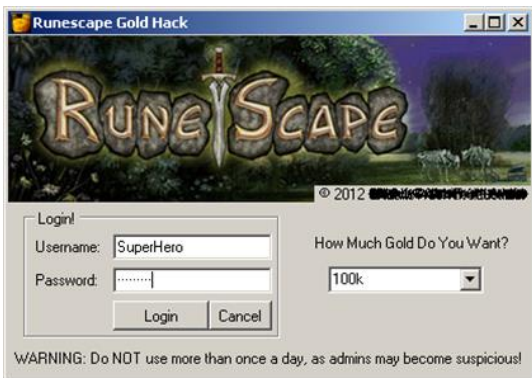 Runescape Gold Hack
RUNESCAPE
© 2012
Login!
Username: SuperHero
How Much Gold Do You Want?
Password: ·········
100k
Login Cancel
WARNING: Do NOT use more than once a day, as admins may become suspicious!